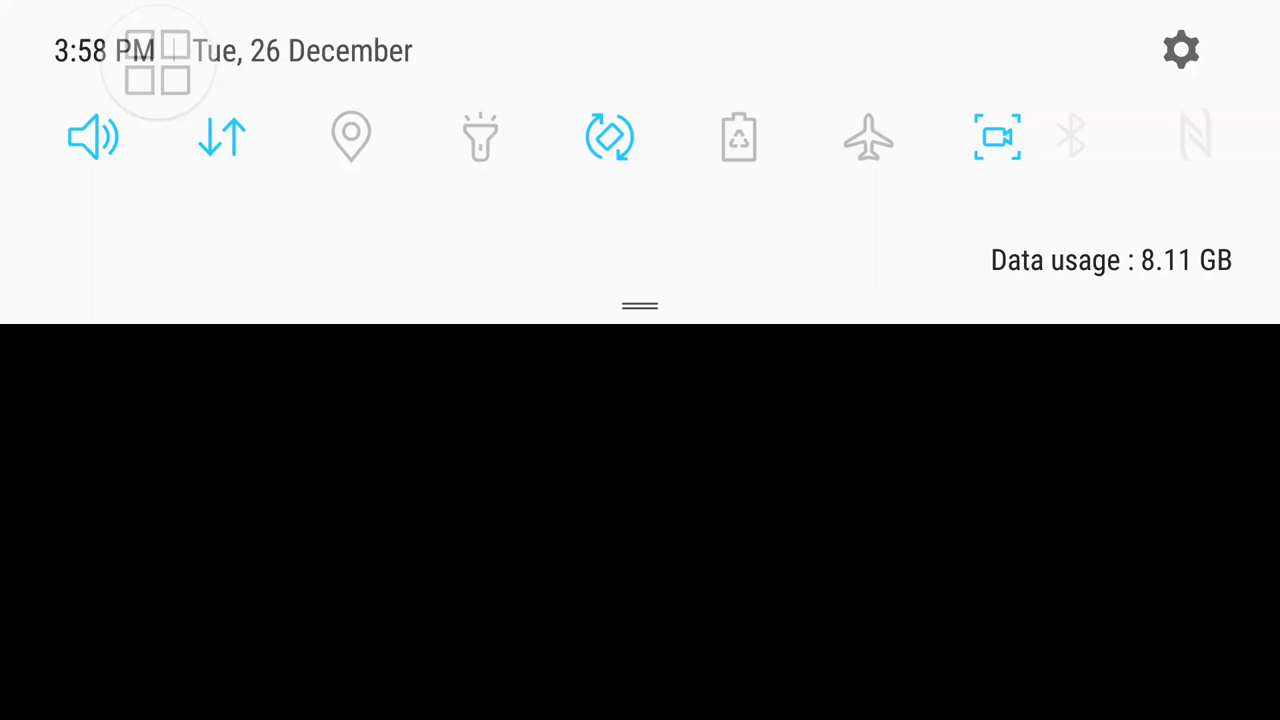 3:58 PM | Tue, 26 December
Data usage : 8.11 GB